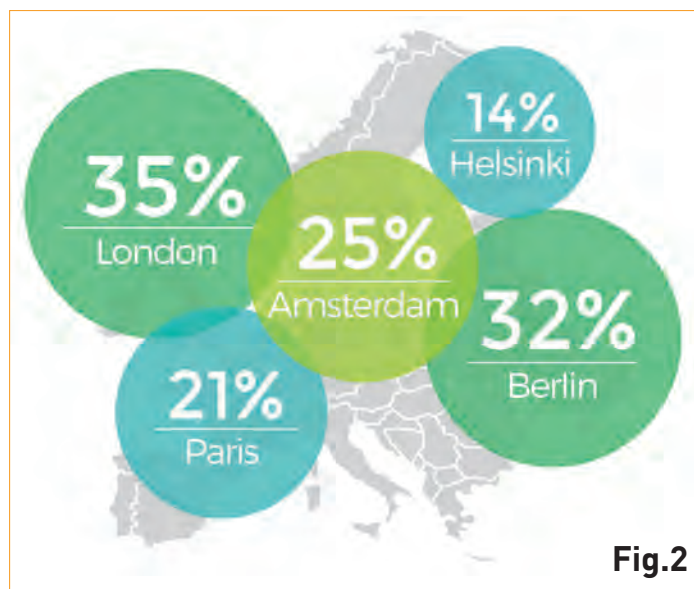 14%
Helsinki
35%
London
25%
Amsterdam
32%
Berlin
21%
Paris
Fig.2